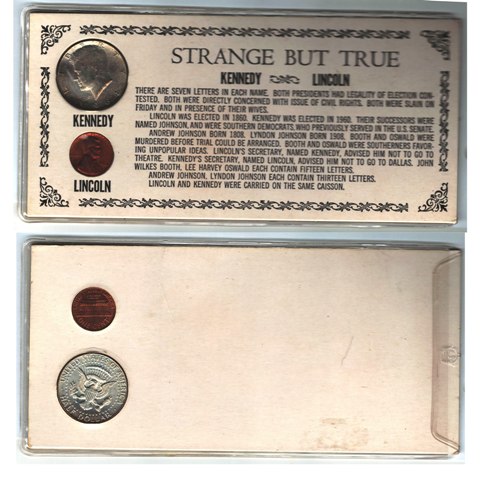 STRANGE BUT TRUE
KENNEDY LINCOLN
THERE ARE SEVEN LETTERS IN EACH NAME. BOTH PRESIDENTS HAD LEGALITY OF ELECTION CON-
TESTED. BOTH WERE DIRECTLY CONCERNED WITH ISSUE OF CIVIL RIGHTS. BOTH WERE SLAIN ON
FRIDAY AND IN PRESENCE OF THEIR WIVES.
LINCOLN WAS ELECTED IN 1860. KENNEDY WAS ELECTED IN 1960. THEIR SUCCESSORS WERE
NAMED JOHNSON, AND WERE SOUTHERN DEMOCRATS, WHO PREVIOUSLY SERVED IN THE U.S. SENATE.
ANDREW JOHNSON BORN 1808. LYNDON JOHNSON BORN 1908. BOOTH AND OSWALD WERE
MURDERED BEFORE TRIAL COULD BE ARRANGED. BOOTH AND OSWALD WERE SOUTHERNERS FAVOR-
ING UNPOPULAR IDEAS. LINCOLN'S SECRETARY, NAMED KENNEDY, ADVISED HIM NOT TO GO TO
THEATRE. KENNEDY'S SECRETARY, NAMED LINCOLN, ADVISED HIM NOT TO GO TO DALLAS. JOHN
WILKES BOOTH, LEE HARVEY OSWALD EACH CONTAIN FIFTEEN LETTERS.
ANDREW JOHNSON, LYNDON JOHNSON EACH CONTAIN THIRTEEN LETTERS.
LINCOLN AND KENNEDY WERE CARRIED ON THE SAME CAISSON.
KENNEDY
LINCOLN
UNITED STATES OF AMERICA
HALF DOLLAR